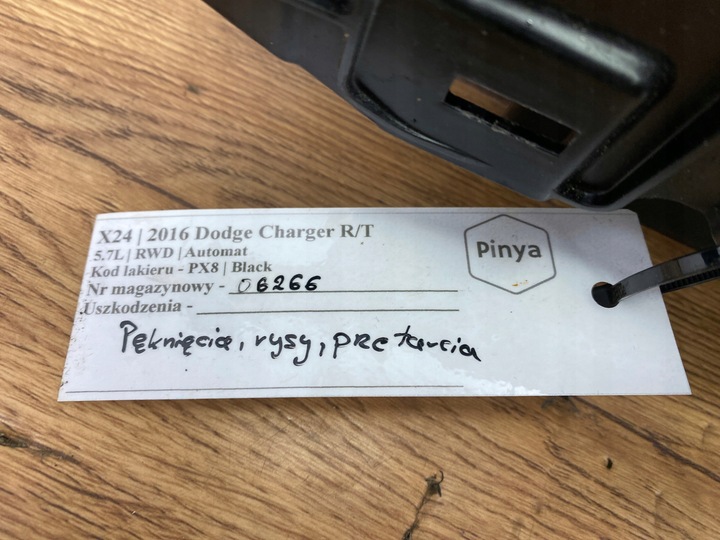 X24 | 2016 Dodge Charger R/T
5.7L | RWD | Automat
Kod lakieru - PX8 | Black
Nr magazynowy - 06266
Uszkodzenia -
Pęknięcia, rysy, przetarcia
Pinya